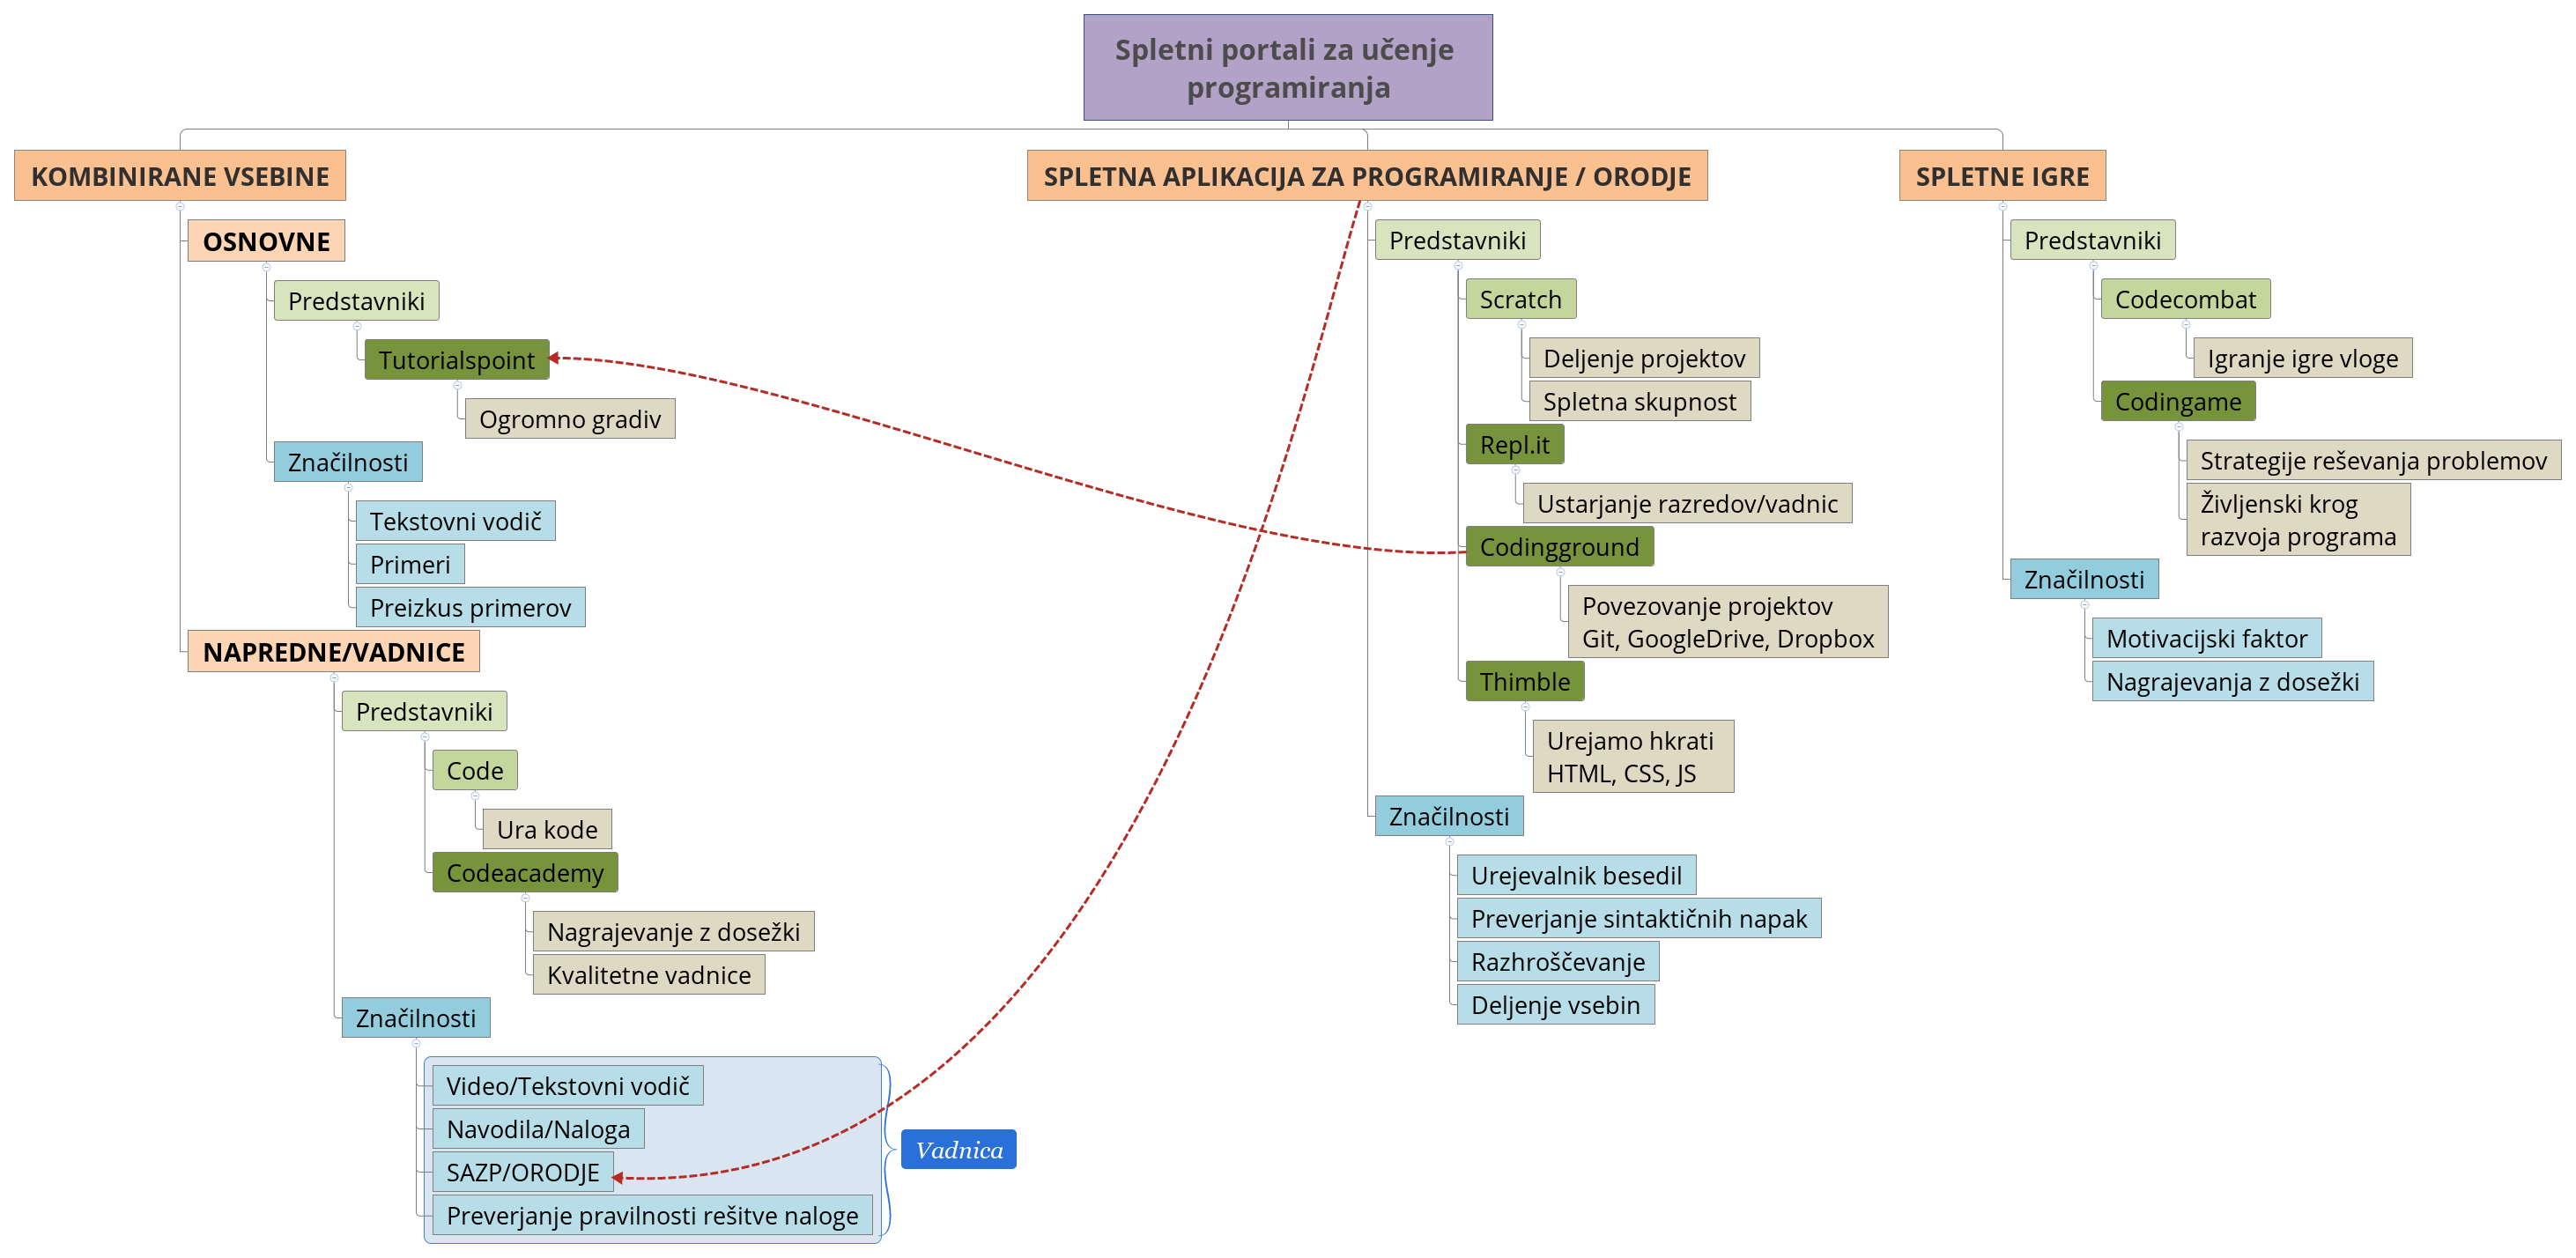 Spletni portali za učenje
programiranja
KOMBINIRANE VSEBINE
OSNOVNE
Predstavniki
Tutorialspoint
Ogromno gradiv
Značilnosti
Tekstovni vodič
Primeri
Preizkus primerov
NAPREDNE/VADNICE
Predstavniki
Code
Ura kode
Codeacademy
Nagrajevanje z dosežki
Kvalitetne vadnice
Značilnosti
Video/Tekstovni vodič
Navodila/Naloga
SAZP/ORODJE
Preverjanje pravilnosti rešitve naloge
Vadnica
SPLETNA APLIKACIJA ZA PROGRAMIRANJE / ORODJE
Predstavniki
Scratch
Deljenje projektov
Spletna skupnost
Repl.it
Ustarjanje razredov/vadnic
Codingground
Povezovanje projektov
Git, GoogleDrive, Dropbox
Thimble
Urejamo hkrati
HTML, CSS, JS
Značilnosti
Urejevalnik besedil
Preverjanje sintaktičnih napak
Razhroščevanje
Deljenje vsebin
SPLETNE IGRE
Predstavniki
Codecombat
Igranje igre vloge
Codingame
Strategije reševanja problemov
Življenski krog
razvoja programa
Značilnosti
Motivacijski faktor
Nagrajevanja z dosežki